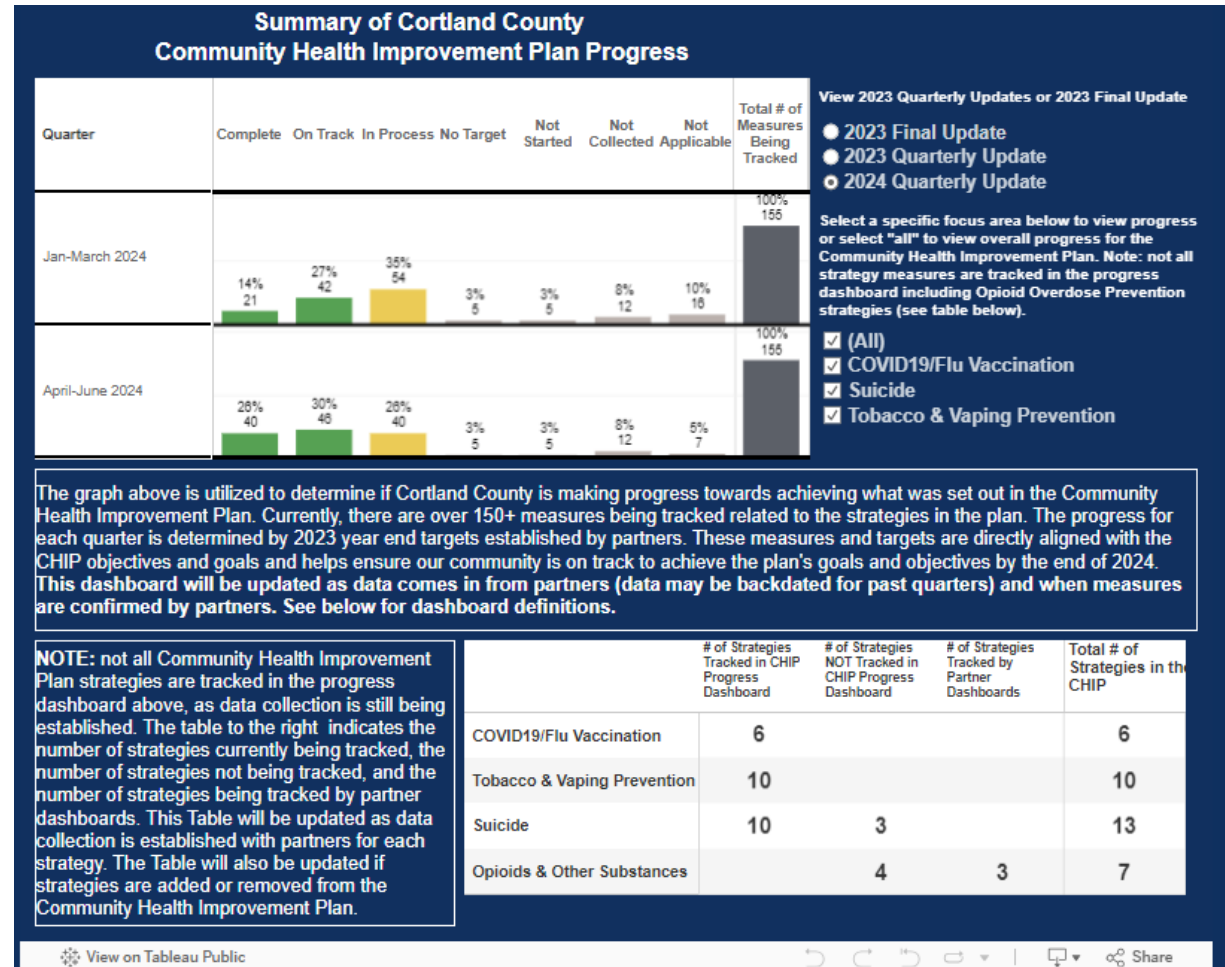 Summary of Cortland County
Community Health Improvement Plan Progress
Quarter
Complete On Track In Process No Target Not Started Not Collected Not Applicable Total # of Measures Being Tracked
Jan-March 2024
14% 27% 35% 3% 3% 8% 10% 100%
21 42 54 5 5 12 16 155
April-June 2024
26% 30% 26% 3% 3% 8% 5% 100%
40 46 40 5 5 12 7 155
View 2023 Quarterly Updates or 2023 Final Update
2023 Final Update
2023 Quarterly Update
2024 Quarterly Update
Select a specific focus area below to view progress
or select "all" to view overall progress for the
Community Health Improvement Plan. Note: not all
strategy measures are tracked in the progress
dashboard including Opioid Overdose Prevention
strategies (see table below).
(All)
COVID19/Flu Vaccination
Suicide
Tobacco & Vaping Prevention
The graph above is utilized to determine if Cortland County is making progress towards achieving what was set out in the Community
Health Improvement Plan. Currently, there are over 150+ measures being tracked related to the strategies in the plan. The progress for
each quarter is determined by 2023 year end targets established by partners. These measures and targets are directly aligned with the
CHIP objectives and goals and helps ensure our community is on track to achieve the plan's goals and objectives by the end of 2024.
This dashboard will be updated as data comes in from partners (data may be backdated for past quarters) and when measures
are confirmed by partners. See below for dashboard definitions.
NOTE: not all Community Health Improvement
Plan strategies are tracked in the progress
dashboard above, as data collection is still being
established. The table to the right indicates the
number of strategies currently being tracked, the
number of strategies not being tracked, and the
number of strategies being tracked by partner
dashboards. This Table will be updated as data
collection is established with partners for each
strategy. The Table will also be updated if
strategies are added or removed from the
Community Health Improvement Plan.
# of Strategies Tracked in CHIP Progress Dashboard
# of Strategies NOT Tracked in CHIP Progress Dashboard
# of Strategies Tracked by Partner Dashboards
Total # of Strategies in the CHIP
COVID19/Flu Vaccination 6 6
Tobacco & Vaping Prevention 10 10
Suicide 10 3 13
Opioids & Other Substances 4 3 7
View on Tableau Public
Share